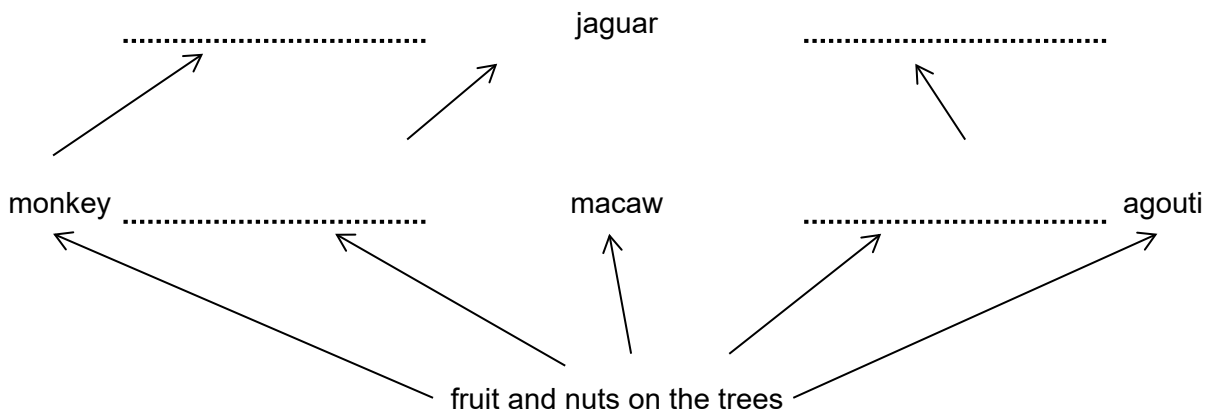 jaguar
monkey macaw agouti
fruit and nuts on the trees